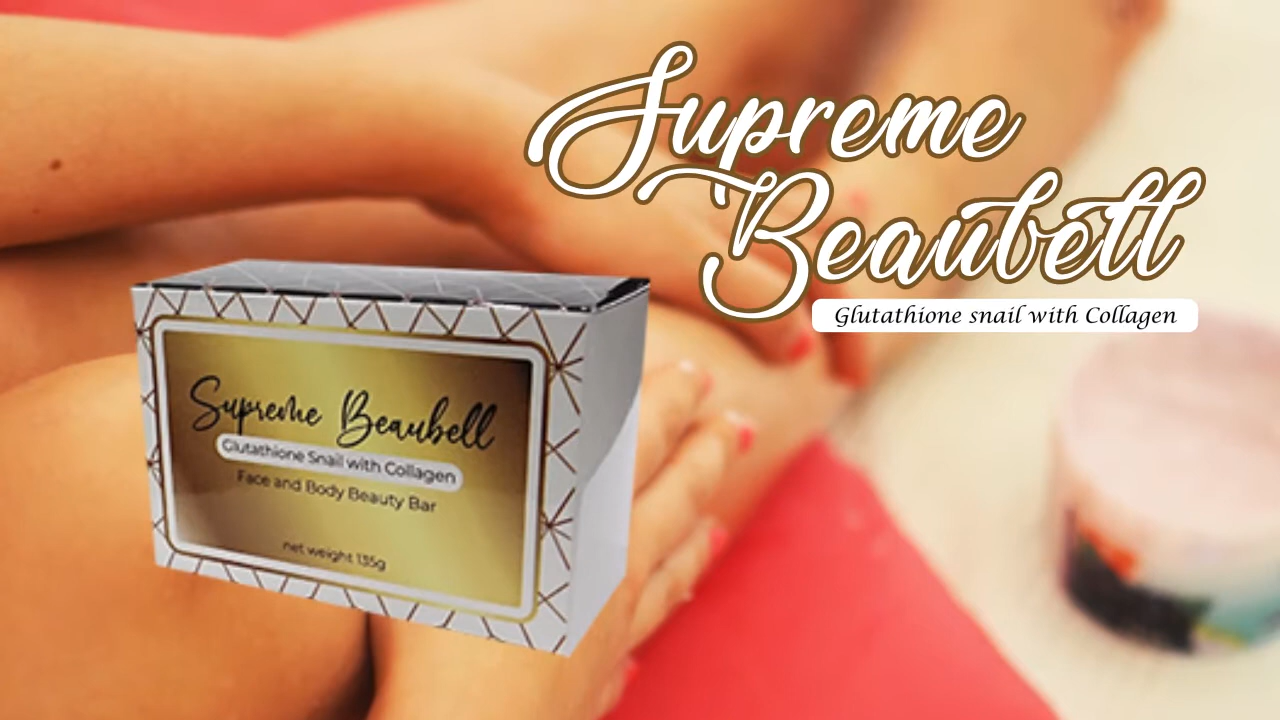 Supreme
Beaubell
Glutathione snail with Collagen
Supreme Beaubell
Glutathione Snail with Collagen
Face and Body Beauty Bar
net weight 135g